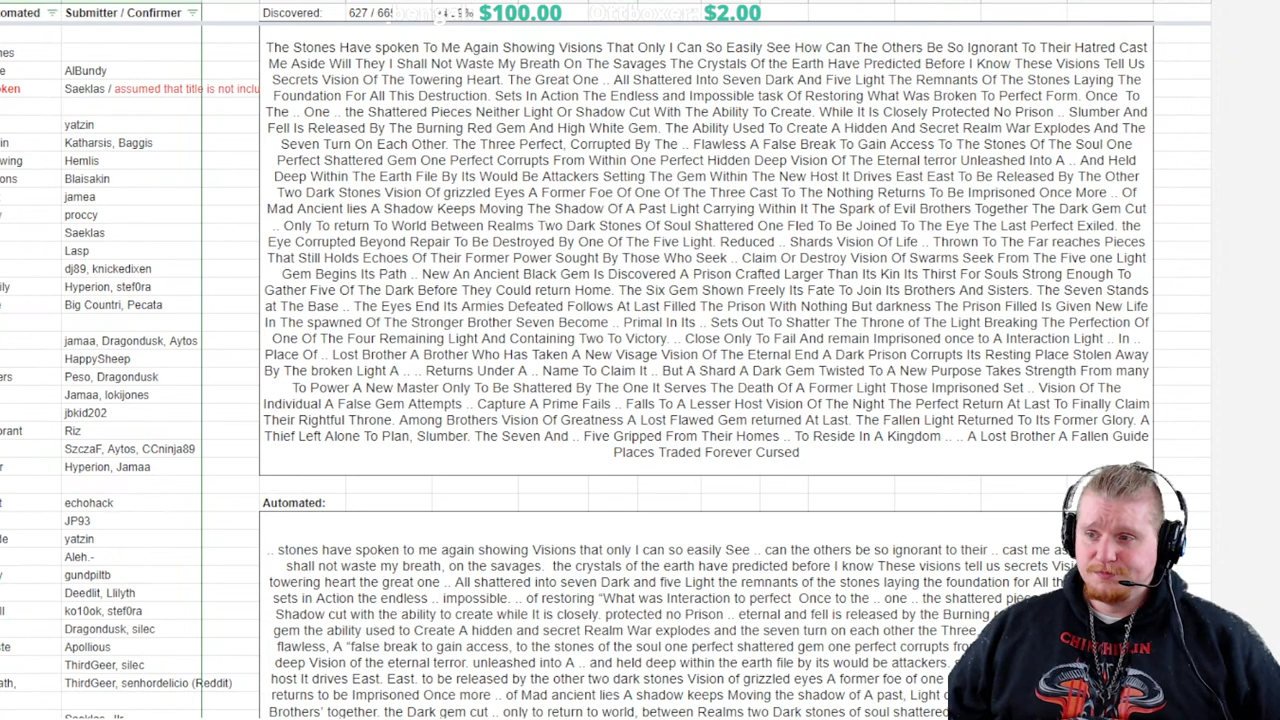 omated
Submitter / Confirmer
Discovered:
627 / 66
$100.00
$2.00
The Stones Have spoken To Me Again Showing Visions That Only I Can So Easily See How Can The Others Be So Ignorant To Their Hatred Cast
Me Aside Will They I Shall Not Waste My Breath On The Savages The Crystals Of the Earth Have Predicted Before I Know These Visions Tell Us
Secrets Vision Of The Towering Heart. The Great One .. All Shattered Into Seven Dark And Five Light The Remnants Of The Stones Laying The
Foundation For All This Destruction. Sets In Action The Endless and Impossible task Of Restoring What Was Broken To Perfect Form. Once To
The .. One .. the Shattered Pieces Neither Light Or Shadow Cut With The Ability To Create. While It Is Closely Protected No Prison .. Slumber And
Fell Is Released By The Burning Red Gem And High White Gem. The Ability Used To Create A Hidden And Secret Realm War Explodes And The
Seven Turn On Each Other. The Three Perfect, Corrupted By The .. Flawless A False Break To Gain Access To The Stones Of The Soul One
Perfect Shattered Gem One Perfect Corrupts From Within One Perfect Hidden Deep Vision Of The Eternal terror Unleashed Into A .. And Held
Deep Within The Earth File By Its Would Be Attackers Setting The Gem Within The New Host It Drives East East To Be Released By The Other
Two Dark Stones Vision Of grizzled Eyes A Former Foe Of One Of The Three Cast To The Nothing Returns To Be Imprisoned Once More .. Of
Mad Ancient lies A Shadow Keeps Moving The Shadow Of A Past Light Carrying Within It The Spark of Evil Brothers Together The Dark Gem Cut
.. Only To return To World Between Realms Two Dark Stones Of Soul Shattered One Fled To Be Joined To The Eye The Last Perfect Exiled. the
Eye Corrupted Beyond Repair To Be Destroyed By One Of The Five Light. Reduced .. Shards Vision Of Life .. Thrown To The Far reaches Pieces
That Still Holds Echoes Of Their Former Power Sought By Those Who Seek .. Claim Or Destroy Vision Of Swarms Seek From The Five one Light
Gem Begins Its Path .. New An Ancient Black Gem Is Discovered A Prison Crafted Larger Than Its Kin Its Thirst For Souls Strong Enough To
Gather Five Of The Dark Before They Could return Home. The Six Gem Shown Freely Its Fate To Join Its Brothers And Sisters. The Seven Stands
at The Base .. The Eyes End Its Armies Defeated Follows At Last Filled The Prison With Nothing But darkness The Prison Filled Is Given New Life
In The spawned Of The Stronger Brother Seven Become .. Primal In Its .. Sets Out To Shatter The Throne of The Light Breaking The Perfection Of
One Of The Four Remaining Light And Containing Two To Victory. .. Close Only To Fail And remain Imprisoned once to A Interaction Light .. In ..
Place Of .. Lost Brother A Brother Who Has Taken A New Visage Vision Of The Eternal End A Dark Prison Corrupts Its Resting Place Stolen Away
By The broken Light A .. .. Returns Under A .. Name To Claim It .. But A Shard A Dark Gem Twisted To A New Purpose Takes Strength From many
To Power A New Master Only To Be Shattered By The One It Serves The Death Of A Former Light Those Imprisoned Set .. Vision Of The
Individual A False Gem Attempts .. Capture A Prime Fails .. Falls To A Lesser Host Vision Of The Night The Perfect Return At Last To Finally Claim
Their Rightful Throne. Among Brothers Vision Of Greatness A Lost Flawed Gem returned At Last. The Fallen Light Returned To Its Former Glory. A
Thief Left Alone To Plan, Slumber. The Seven And .. Five Gripped From Their Homes .. To Reside In A Kingdom .. .. A Lost Brother A Fallen Guide
Places Traded Forever Cursed
nes
e AlBundy
ken Saeklas / assumed that title is not inclu
yatzin
in Katharsis, Baggis
wing Hemlis
ons Blaisakin
jamea
proccy
Saeklas
Lasp
dj89, knickedixen
ily Hyperion, stef0ra
Big Countri, Pecata
jamaa, Dragondusk, Aytos
HappySheep
ers Peso, Dragondusk
Jamaa, lokijones
jbkid202
orant Riz
SzczaF, Aytos, CCninja89
r Hyperion, Jamaa
t echohack
JP93
de yatzin
Aleh.-
y gundpiltb
Deedlit, Llilyth
ll ko10ok, stef0ra
Dragondusk, silec
ste Apollious
ThirdGeer, silec
ath, ThirdGeer, senhordelicio (Reddit)
Automated:
.. stones have spoken to me again showing Visions that only I can so easily See .. can the others be so ignorant to their .. cast me as
shall not waste my breath, on the savages. the crystals of the earth have predicted before I know These visions tell us secrets Visi
towering heart the great one .. All shattered into seven Dark and five Light the remnants of the stones laying the foundation for All th
sets in Action the endless .. impossible. .. of restoring "What was Interaction to perfect Once to the .. one .. the shattered pie
Shadow cut with the ability to create while It is closely. protected no Prison .. eternal and fell is released by the Burning r
gem the ability used to Create A hidden and secret Realm War explodes and the seven turn on each other the Three,
flawless, A "false break to gain access, to the stones of the soul one perfect shattered gem one perfect corrupts fro
deep Vision of the eternal terror. unleashed into A .. and held deep within the earth file by its would be attackers. se
host It drives East. East. to be released by the other two dark stones Vision of grizzled eyes A former foe of one
returns to be Imprisoned Once more .. of Mad ancient lies A shadow keeps Moving the Shadow of A past, Light c
Brothers' together. the Dark gem cut .. only to return to world, between Realms two Dark stones of soul shattered
CHIMPHILLIN